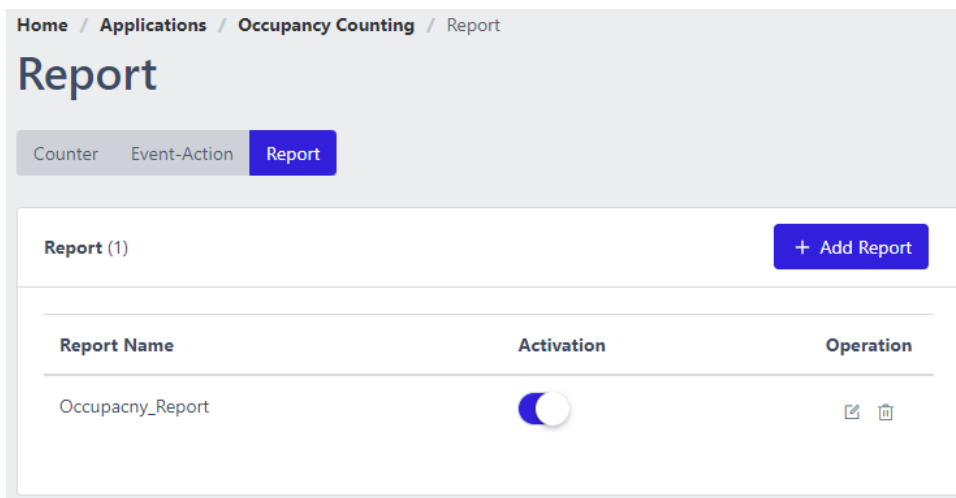 Home / Applications / Occupancy Counting / Report
Report
Counter Event-Action Report
Report (1) + Add Report
Report Name Activation Operation
Occupacny_Report